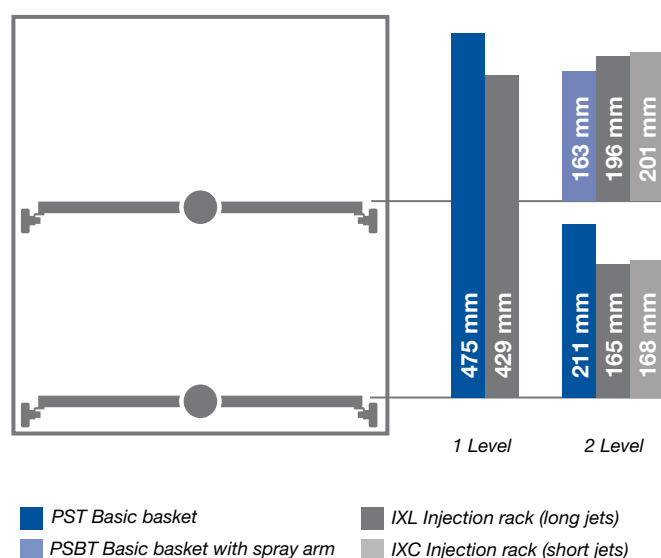 163 mm
196 mm
201 mm
475 mm
429 mm
211 mm
165 mm
168 mm
1 Level
2 Level
PST Basic basket
IXL Injection rack (long jets)
PSBT Basic basket with spray arm
IXC Injection rack (short jets)